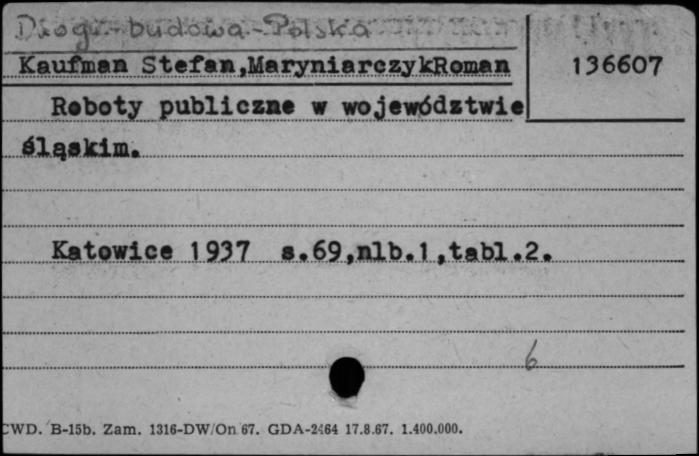 Drogi - budowa - Polska
Kaufman Stefan,MaryniarczykRoman 136607
Roboty publiczne w województwie
śląskim.
Katowice 1937 s.69,nlb.1,tabl.2.
6
CWD. B-15b. Zam. 1316-DW/On 67. GDA-2464 17.8.67. 1.400.000.